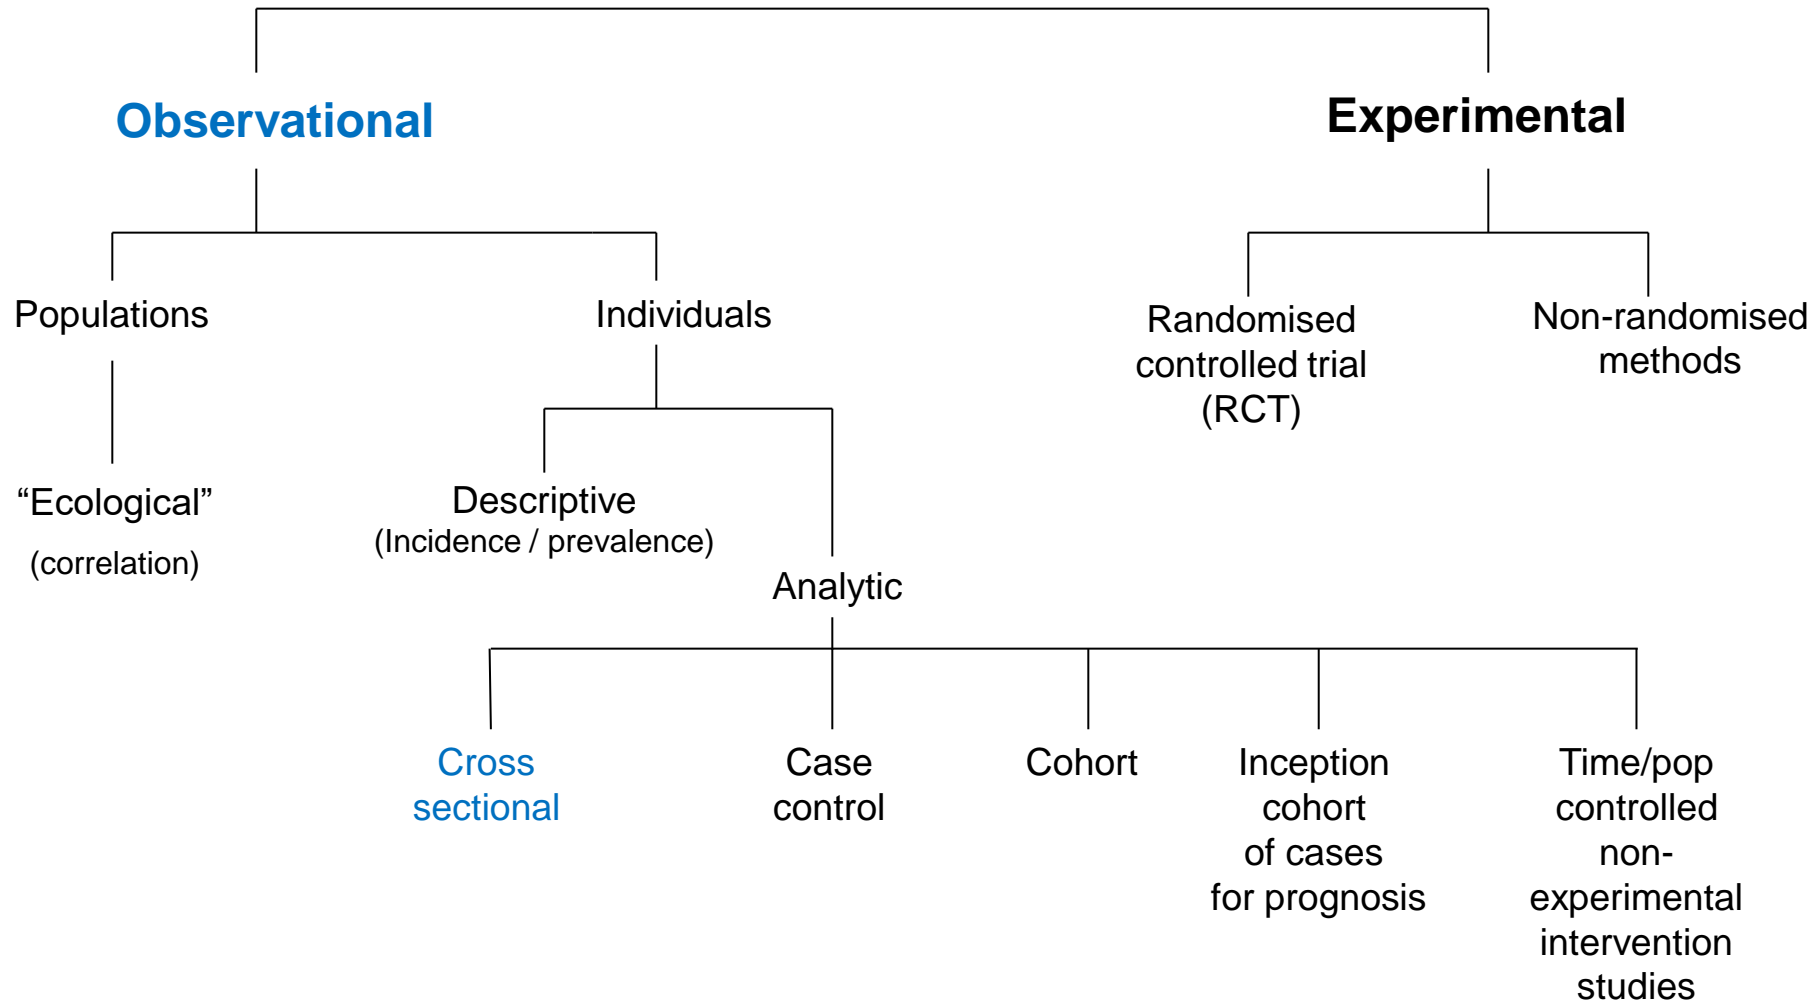 Observational
Experimental
Populations
Individuals
Randomised
controlled trial
(RCT)
Non-randomised
methods
“Ecological”
(correlation)
Descriptive
(Incidence / prevalence)
Analytic
Cross
sectional
Case
control
Cohort
Inception
cohort
of cases
for prognosis
Time/pop
controlled
non-
experimental
intervention
studies